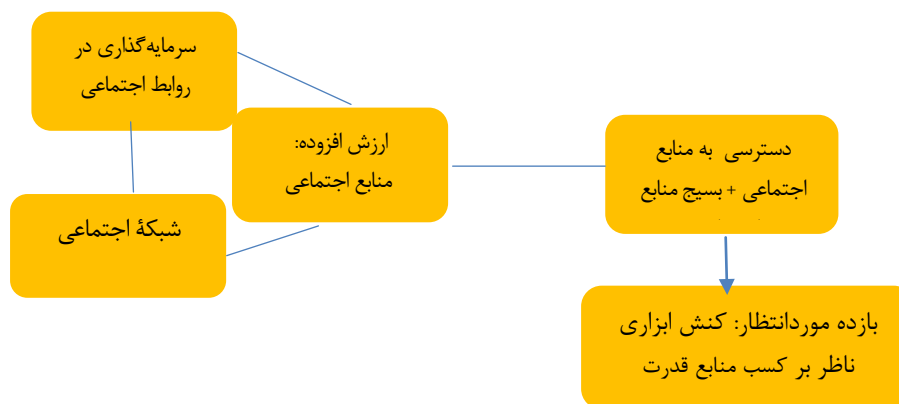 سرمایه‌گذاری در
روابط اجتماعی
ارزش افزوده:
منابع اجتماعی
شبکهٔ اجتماعی
دسترسی به منابع
اجتماعی + بسیج منابع
بازده موردانتظار: کنش ابزاری
ناظر بر کسب منابع قدرت